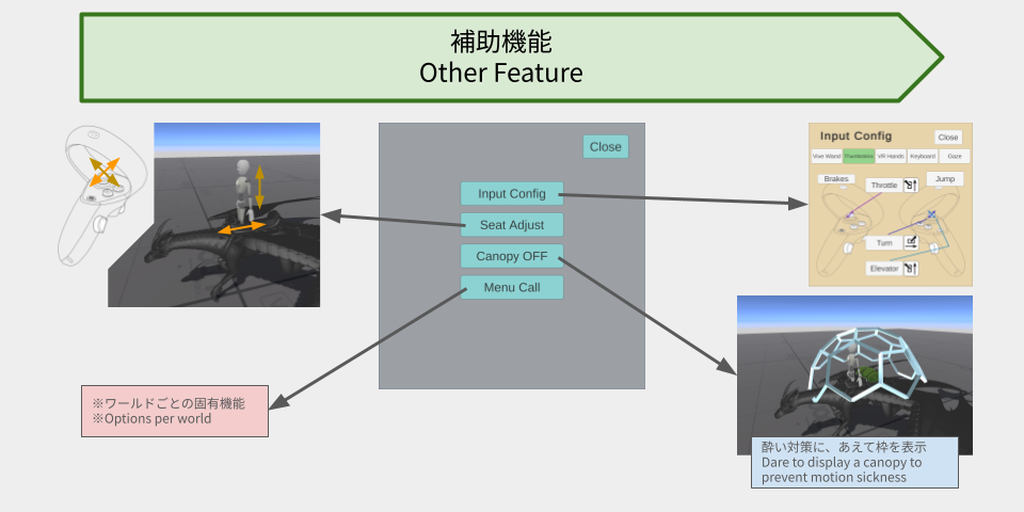 補助機能
Other Feature
Close
Input Config
Seat Adjust
Canopy OFF
Menu Call
Input Config
Close
Vive Wand
Thumbstick
VR Hands
Keyboard
Gaze
Brakes
Throttle
Jump
Turn
Elevator
※ワールドごとの固有機能
※Options per world
酔い対策に、あえて枠を表示
Dare to display a canopy to
prevent motion sickness